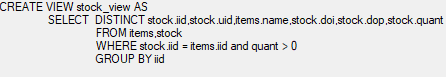 CREATE VIEW stock_view AS
SELECT DISTINCT stock.iid,stock.uid,items.name,stock.doi,stock.dop,stock.quant
FROM items,stock
WHERE stock.iid = items.iid and quant > 0
GROUP BY iid